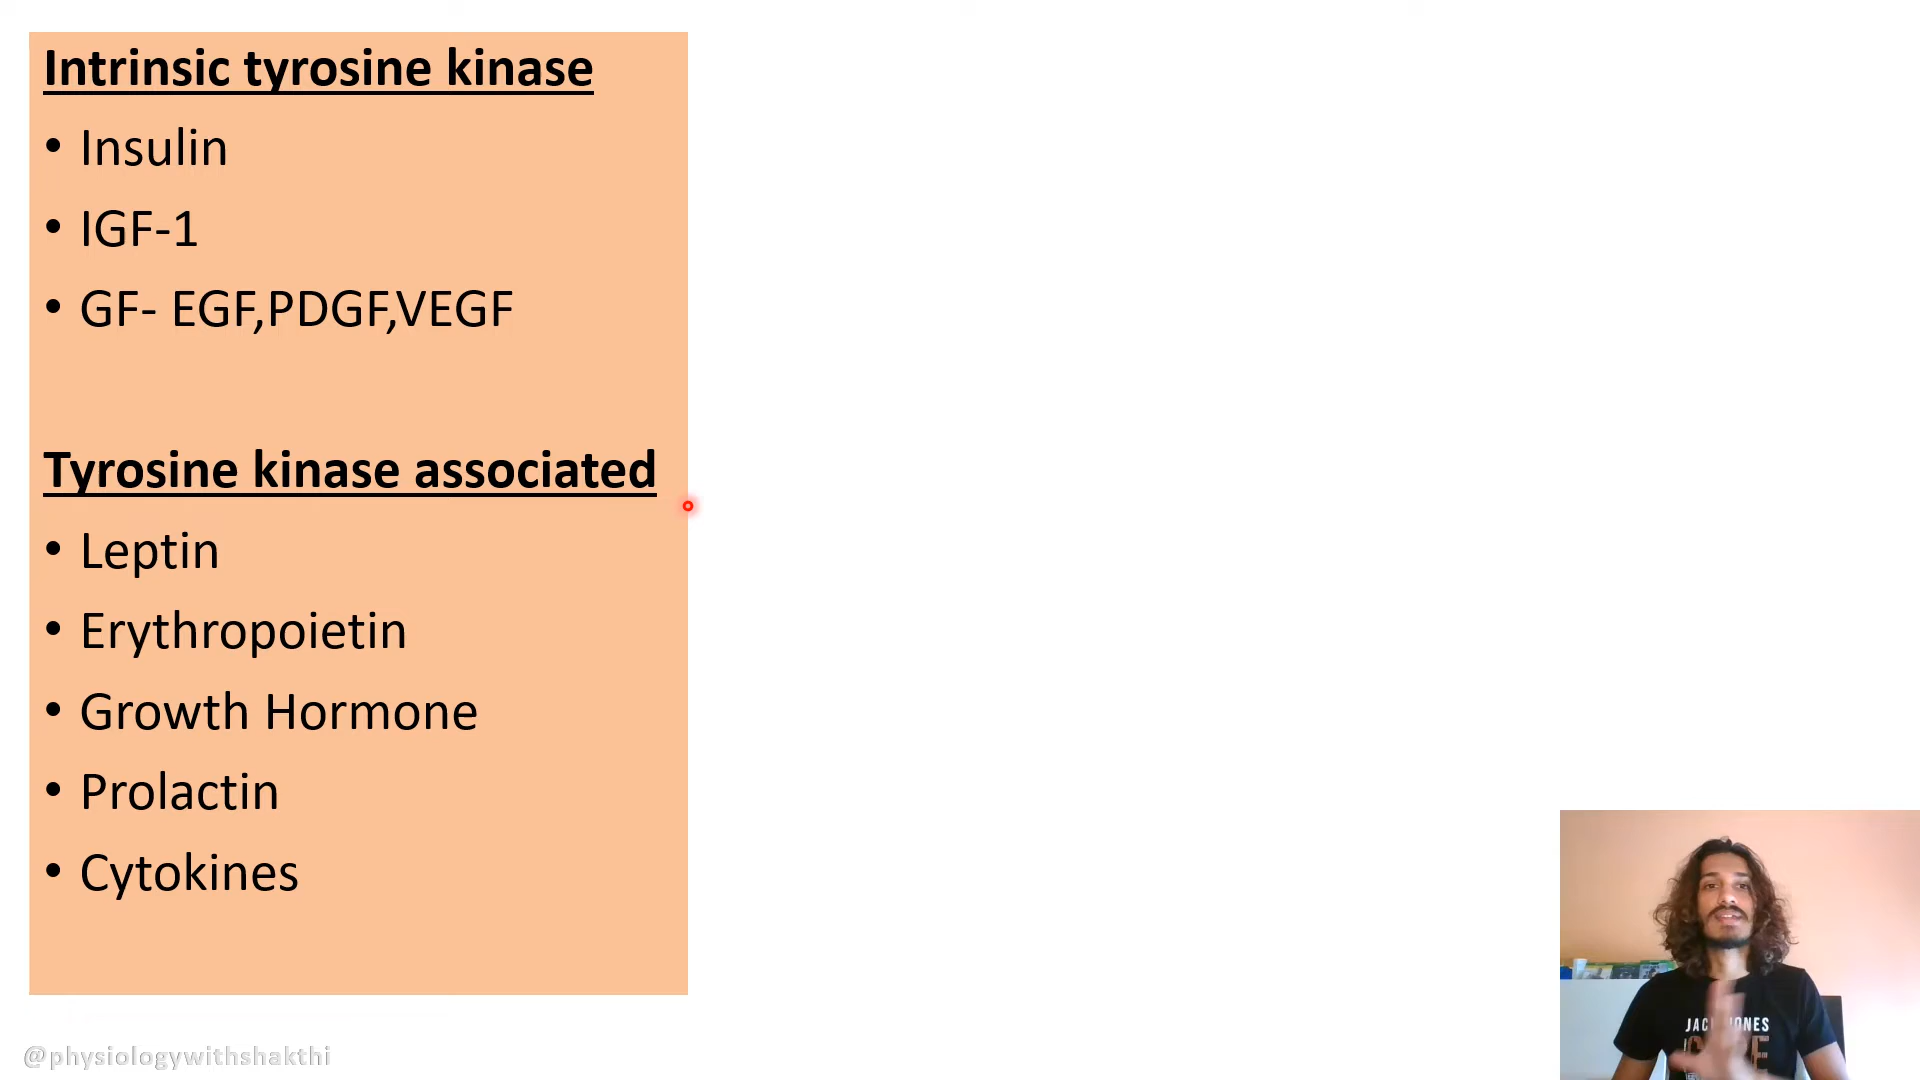 Intrinsic tyrosine kinase
• Insulin
• IGF-1
• GF- EGF,PDGF,VEGF
Tyrosine kinase associated
• Leptin
• Erythropoietin
• Growth Hormone
• Prolactin
• Cytokines
@physiologywithshakthi